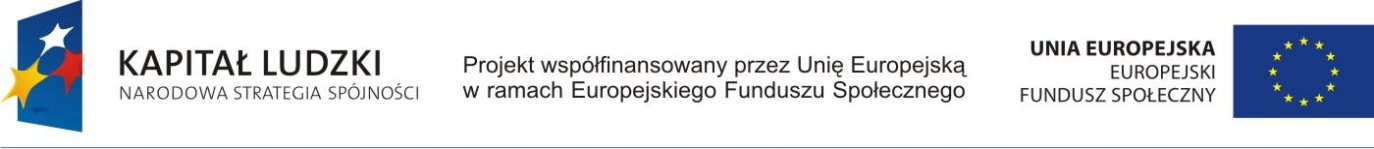 KAPITAŁ LUDZKI
NARODOWA STRATEGIA SPÓJNOŚCI
Projekt współfinansowany przez Unię Europejską
w ramach Europejskiego Funduszu Społecznego
UNIA EUROPEJSKA
EUROPEJSKI
FUNDUSZ SPOŁECZNY